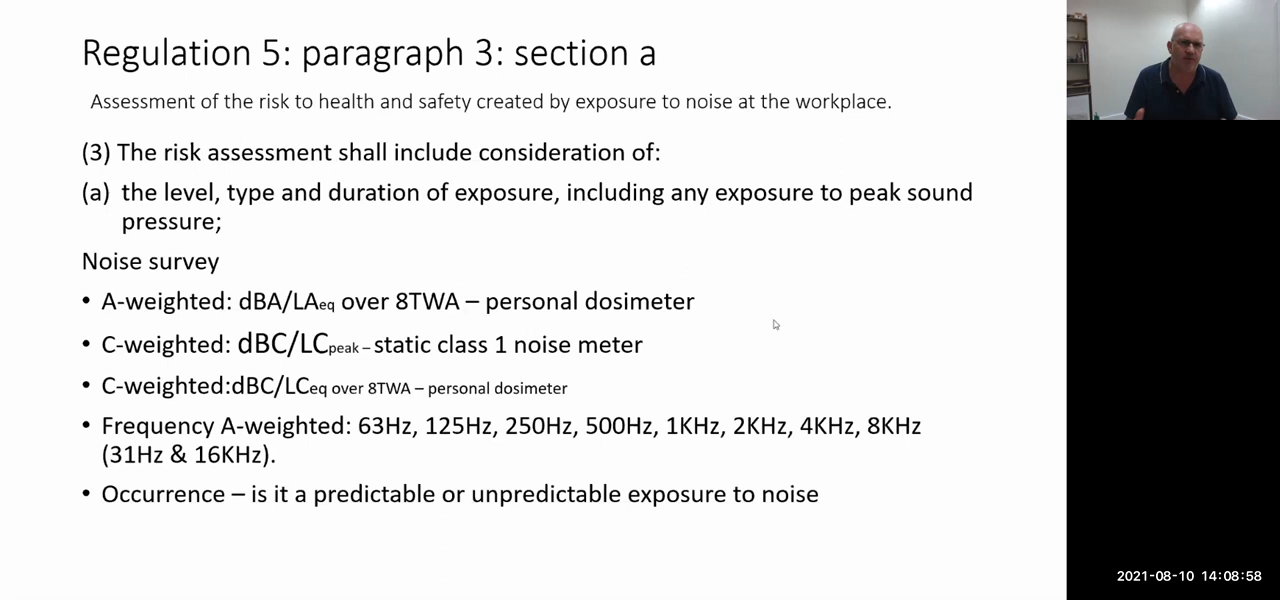 Regulation 5: paragraph 3: section a
Assessment of the risk to health and safety created by exposure to noise at the workplace.
(3) The risk assessment shall include consideration of:
(a) the level, type and duration of exposure, including any exposure to peak sound
pressure;
Noise survey
• A-weighted: dBA/LAeq over 8TWA – personal dosimeter
• C-weighted: dBC/LCpeak – static class 1 noise meter
• C-weighted:dBC/LCeq over 8TWA – personal dosimeter
• Frequency A-weighted: 63Hz, 125Hz, 250Hz, 500Hz, 1KHz, 2KHz, 4KHz, 8KHz
(31Hz & 16KHz).
• Occurrence – is it a predictable or unpredictable exposure to noise
2021-08-10 14:08:58